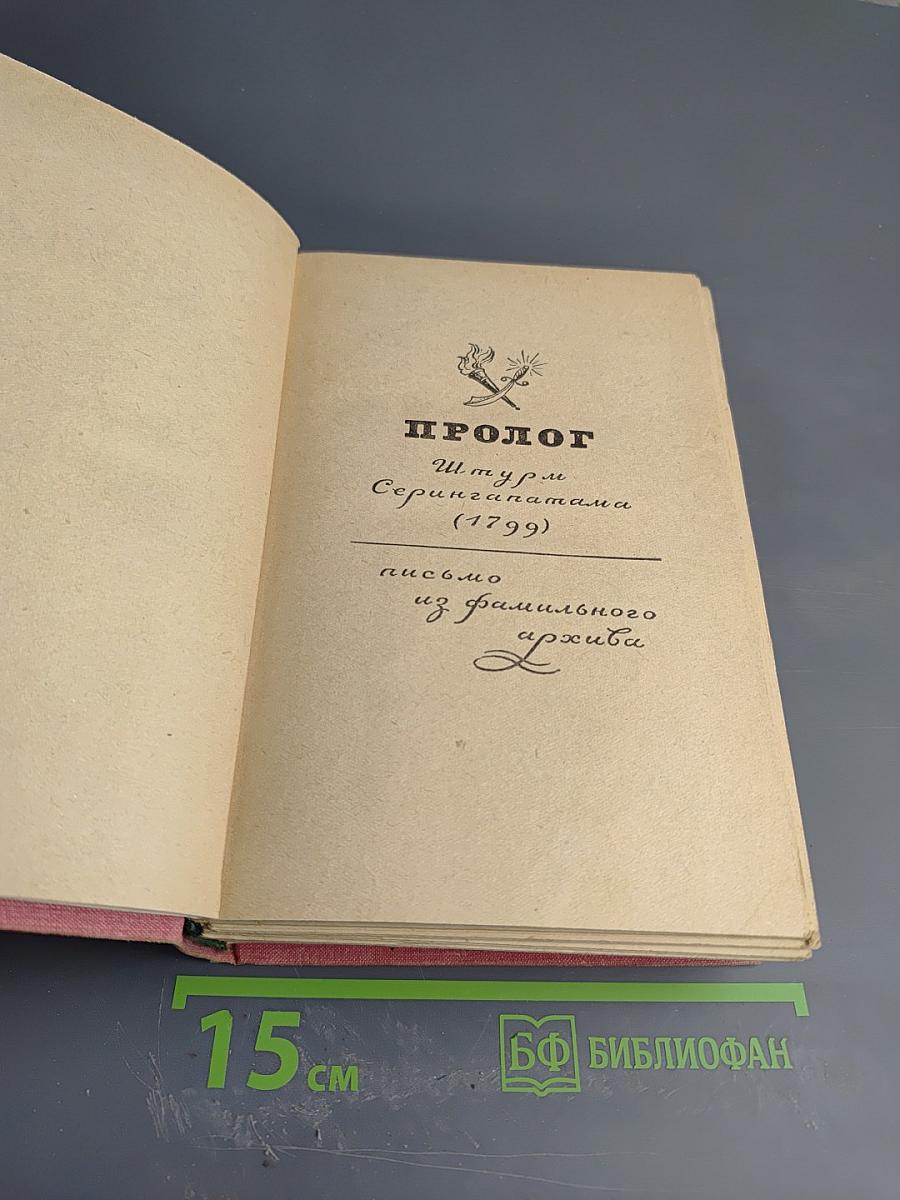 ПРОЛОГ
Штурм
Серингапатама
(1799)
письмо
из фамильного
архива
15 см
БФ БИБЛИОФАН